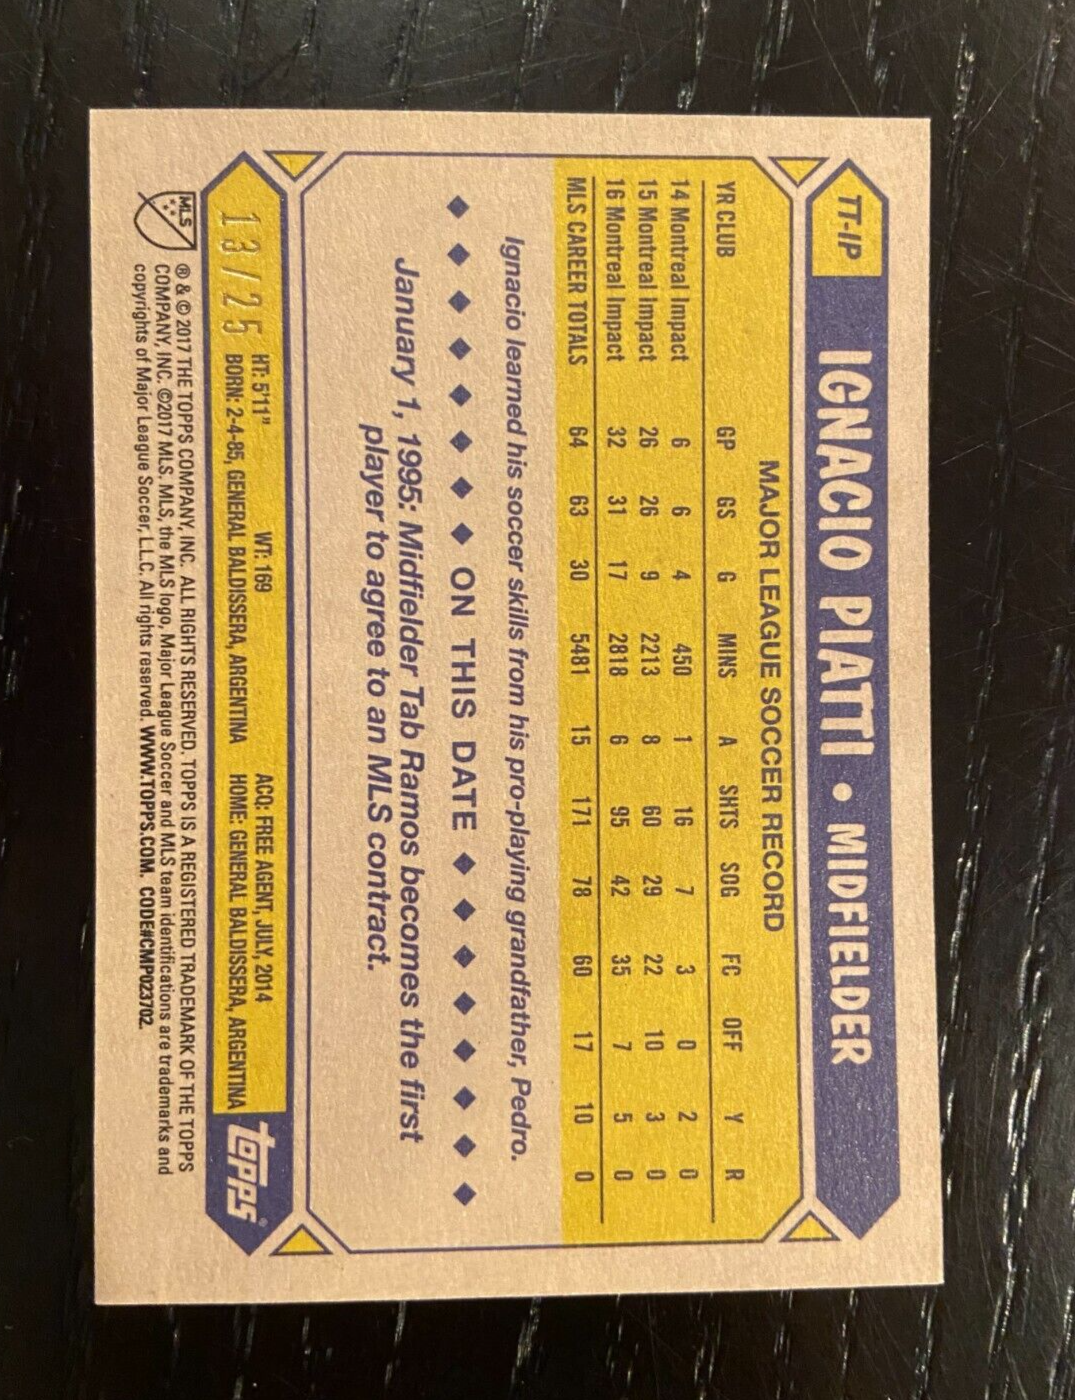 TT-IP IGNACIO PIATTI • MIDFIELDER
MAJOR LEAGUE SOCCER RECORD
YR CLUB GP GS G MINS A SHTS SOG FC OFF Y R
14 Montreal Impact 6 6 4 450 1 16 7 3 0 2 0
15 Montreal Impact 26 26 9 2213 8 60 29 22 10 3 0
16 Montreal Impact 32 31 17 2818 6 95 42 35 7 5 0
MLS CAREER TOTALS 64 63 30 5481 15 171 78 60 17 10 0
Ignacio learned his soccer skills from his pro-playing grandfather, Pedro.
ON THIS DATE
January 1, 1995: Midfielder Tab Ramos becomes the first
player to agree to an MLS contract.
13/25
HT: 5'11" WT: 169 ACQ: FREE AGENT, JULY, 2014
BORN: 2-4-85, GENERAL BALDISSERA, ARGENTINA HOME: GENERAL BALDISSERA, ARGENTINA
topps®
MLS
® & © 2017 THE TOPPS COMPANY, INC. ALL RIGHTS RESERVED. TOPPS IS A REGISTERED TRADEMARK OF THE TOPPS
COMPANY, INC. ©2017 MLS. MLS, the MLS logo, Major League Soccer and MLS team identifications are trademarks and
copyrights of Major League Soccer, L.L.C. All rights reserved. WWW.TOPPS.COM. CODE#CMP023702.